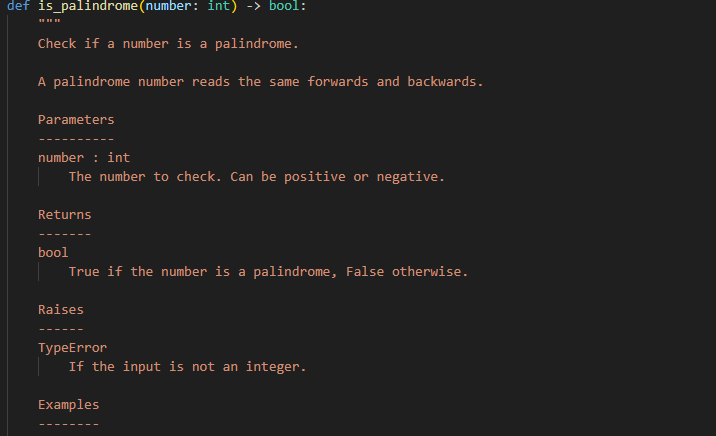 def is_palindrome(number: int) -> bool:
"""
Check if a number is a palindrome.
A palindrome number reads the same forwards and backwards.
Parameters
----------
number : int
The number to check. Can be positive or negative.
Returns
-------
bool
True if the number is a palindrome, False otherwise.
Raises
------
TypeError
If the input is not an integer.
Examples
--------